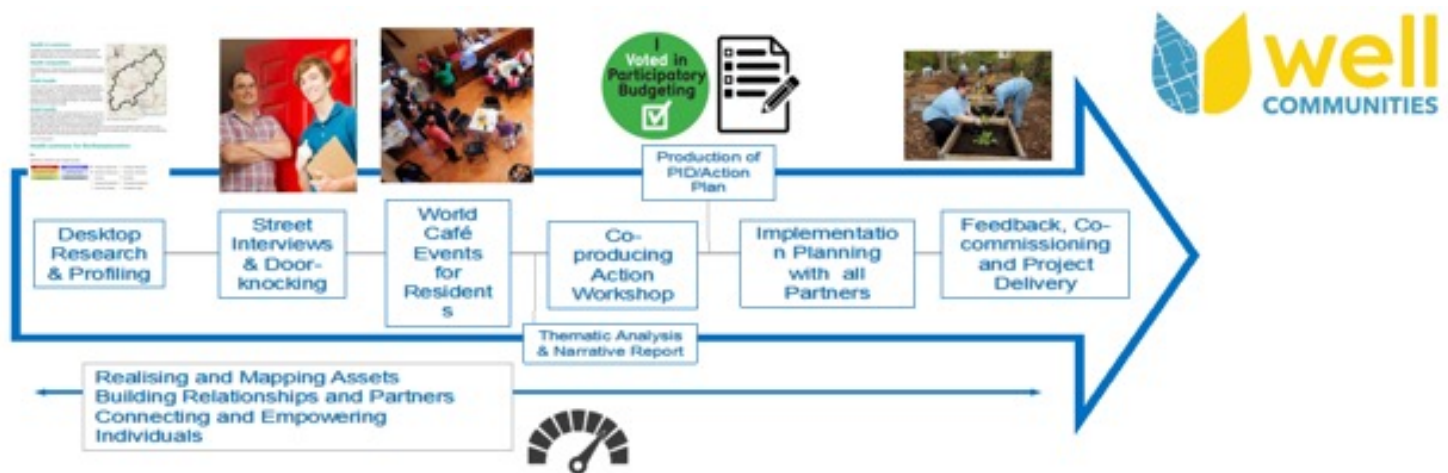 I
Voted in
Participatory
Budgeting
well
COMMUNITIES
Production of
PID/Action
Plan
Desktop
Research
& Profiling
Street
Interviews
& Door-
knocking
World
Café
Events
for
Resident
s
Co-
producing
Action
Workshop
Implementatio
n Planning
with all
Partners
Feedback, Co-
commissioning
and Project
Delivery
Thematic Analysis
& Narrative Report
Realising and Mapping Assets
Building Relationships and Partners
Connecting and Empowering
Individuals